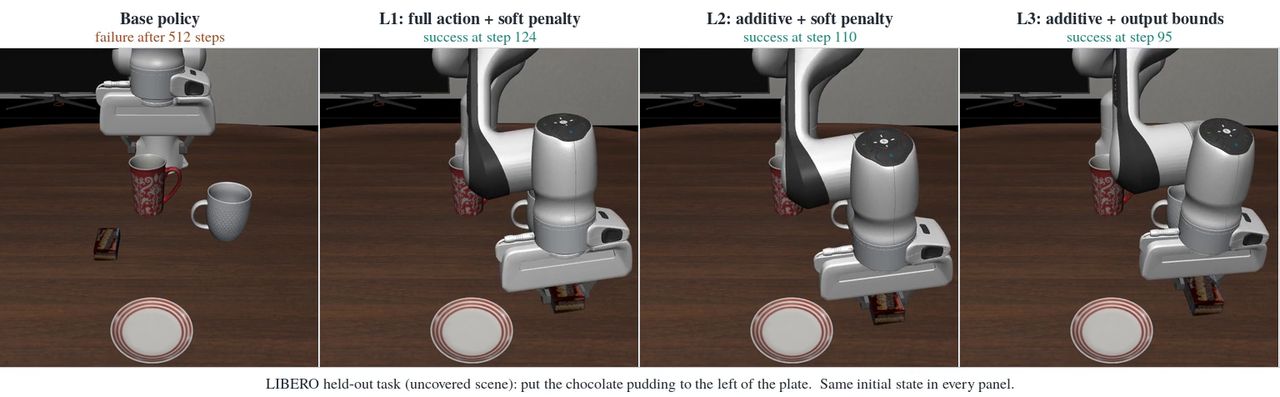 Base policy
failure after 512 steps
L1: full action + soft penalty
success at step 124
L2: additive + soft penalty
success at step 110
L3: additive + output bounds
success at step 95
LIBERO held-out task (uncovered scene): put the chocolate pudding to the left of the plate. Same initial state in every panel.